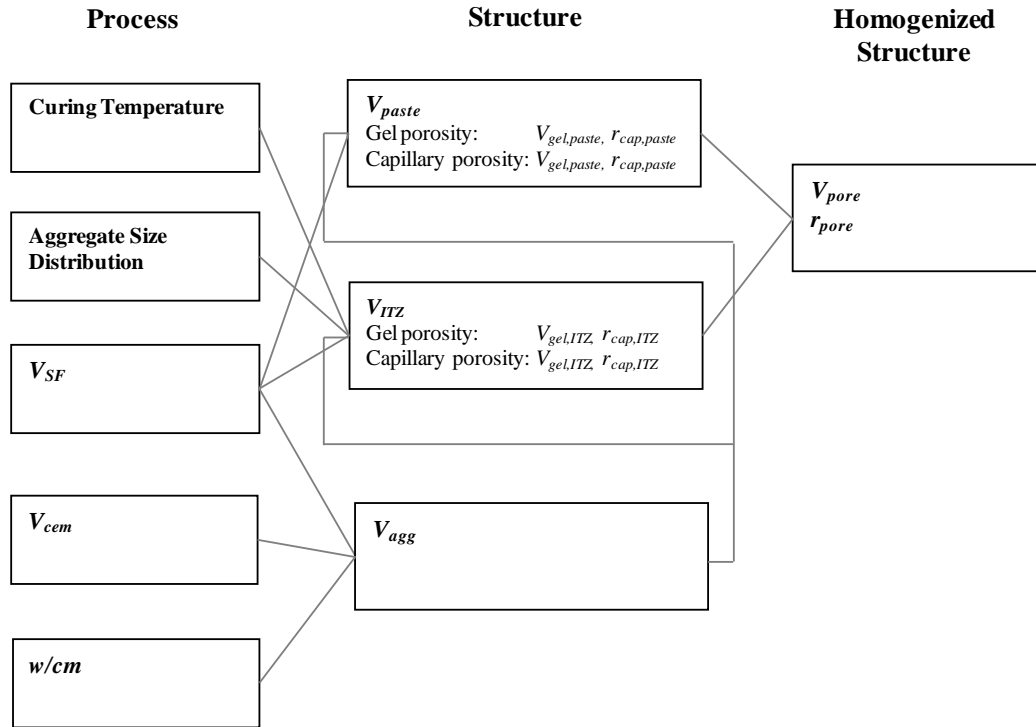 Process
Structure
Homogenized
Structure
Curing Temperature
Aggregate Size
Distribution
V_SF
V_cem
w/cm
V_paste
Gel porosity: V_gel,paste, r_cap,paste
Capillary porosity: V_gel,paste, r_cap,paste
V_ITZ
Gel porosity: V_gel,ITZ, r_cap,ITZ
Capillary porosity: V_gel,ITZ, r_cap,ITZ
V_agg
V_pore
r_pore